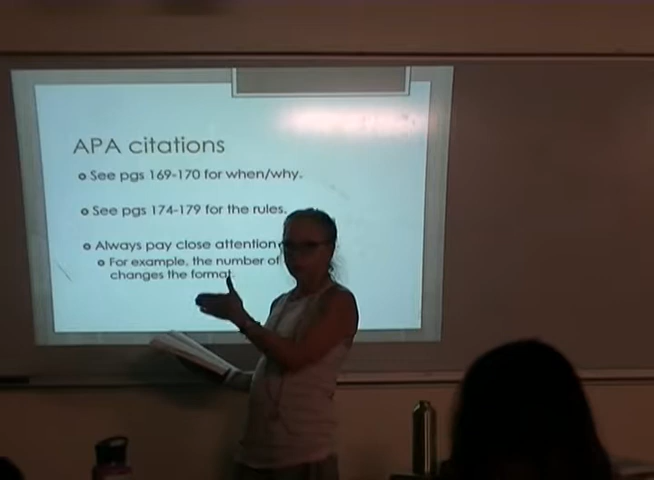 APA citations
See pgs 169-170 for when/why.
See pgs 174-179 for the rules.
Always pay close attention
For example, the number of
changes the format.